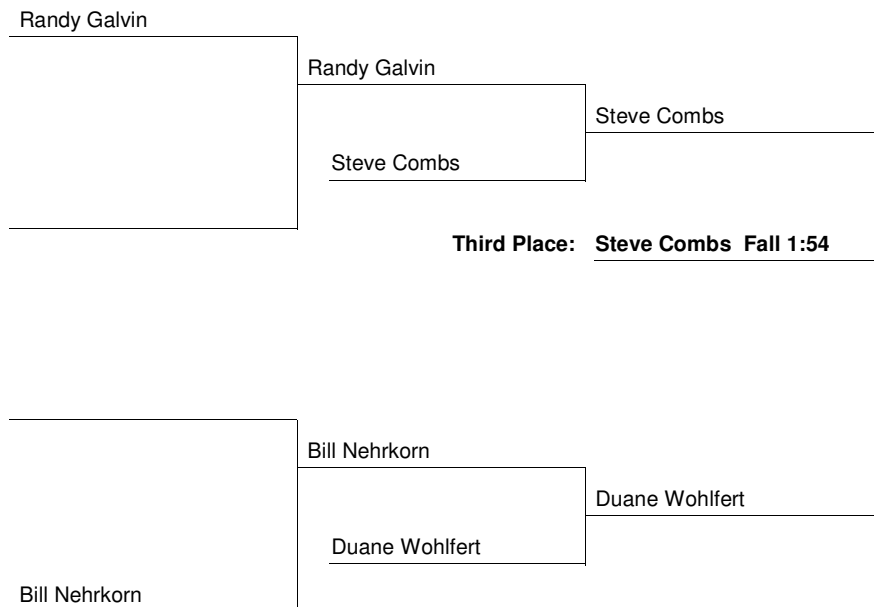 Randy Galvin
Randy Galvin
Steve Combs
Steve Combs
Third Place: Steve Combs Fall 1:54
Bill Nehrkorn
Duane Wohlfert
Duane Wohlfert
Bill Nehrkorn